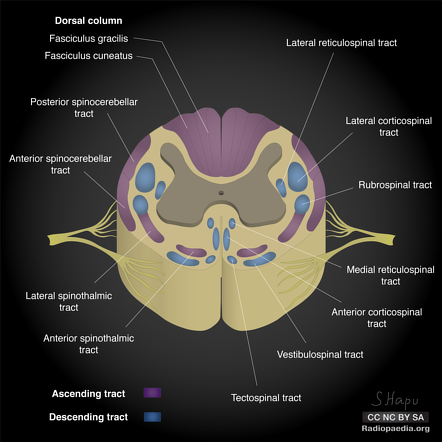 Dorsal column
Fasciculus gracilis
Fasciculus cuneatus
Lateral reticulospinal tract
Posterior spinocerebellar
tract
Lateral corticospinal
tract
Anterior spinocerebellar
tract
Rubrospinal tract
Medial reticulospinal
tract
Lateral spinothalmic
tract
Anterior corticospinal
tract
Anterior spinothalmic
tract
Vestibulospinal tract
Tectospinal tract
Ascending tract
Descending tract
S.Hapu
CC NC BY SA
Radiopaedia.org